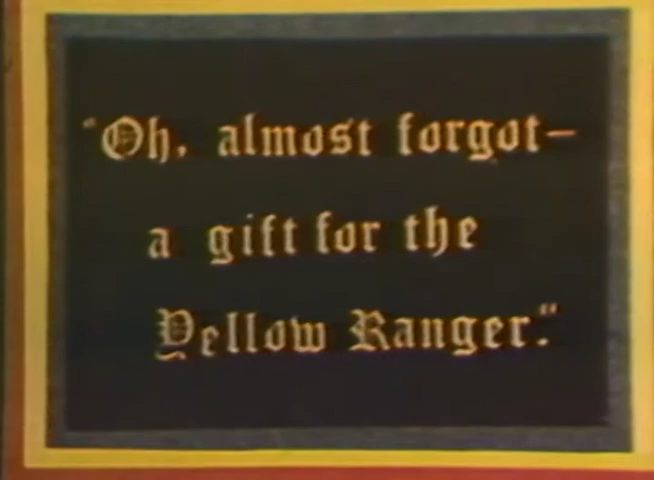 "Oh, almost forgot—
a gift for the
Yellow Ranger."